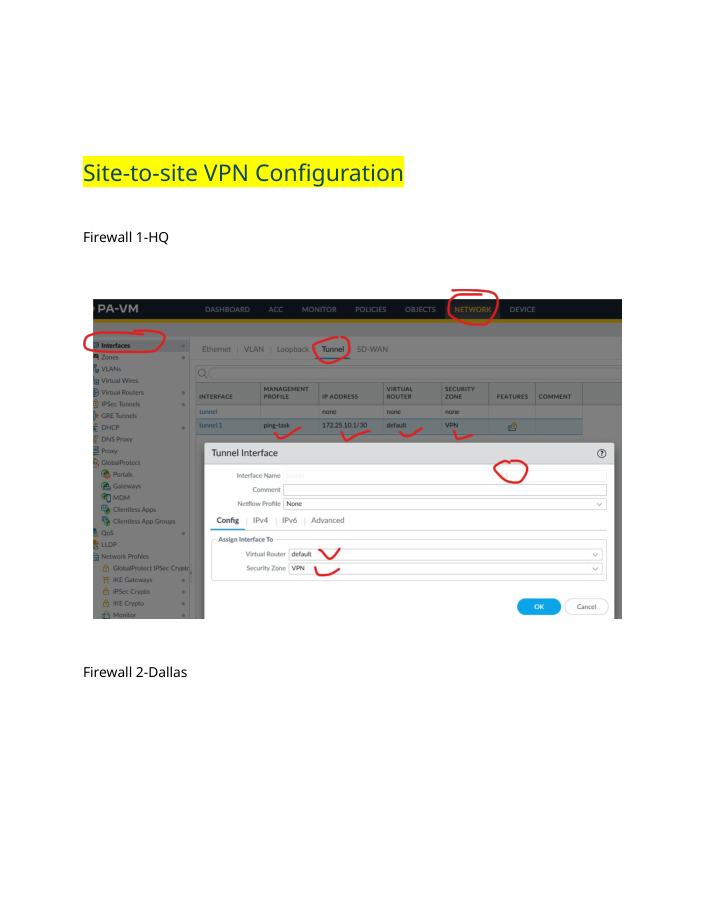 Site-to-site VPN Configuration
Firewall 1-HQ
PA-VM DASHBOARD ACC MONITOR POLICIES OBJECTS NETWORK DEVICE
Interfaces
Zones
VLANs
Virtual Wires
Virtual Routers
IPSec Tunnels
GRE Tunnels
DHCP
DNS Proxy
Proxy
GlobalProtect
Portals
Gateways
MDM
Clientless Apps
Clientless App Groups
QoS
LLDP
Network Profiles
GlobalProtect IPSec Crypto
IKE Gateways
IPSec Crypto
IKE Crypto
Monitor
Ethernet | VLAN | Loopback | Tunnel | SD-WAN
INTERFACE MANAGEMENT PROFILE IP ADDRESS VIRTUAL ROUTER SECURITY ZONE FEATURES COMMENT
tunnel none none none
tunnel.1 ping-task 172.25.10.1/30 default VPN
Tunnel Interface
Interface Name
Comment
Netflow Profile None
Config | IPv4 | IPv6 | Advanced
Assign Interface To
Virtual Router default
Security Zone VPN
OK Cancel
Firewall 2-Dallas